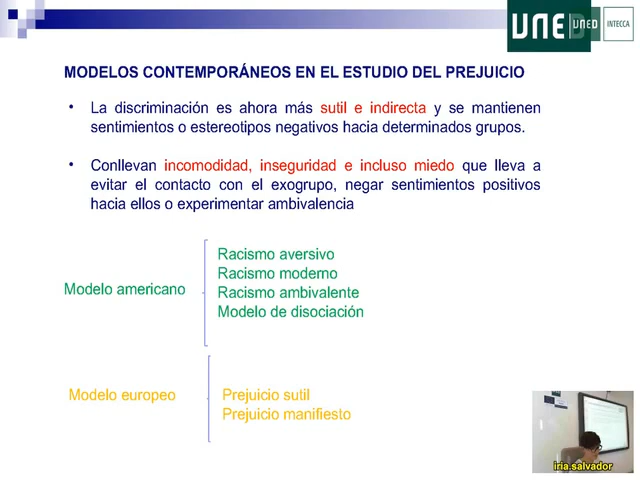 UNED
UNED
INTECCA
MODELOS CONTEMPORÁNEOS EN EL ESTUDIO DEL PREJUICIO
• La discriminación es ahora más sutil e indirecta y se mantienen
sentimientos o estereotipos negativos hacia determinados grupos.
• Conllevan incomodidad, inseguridad e incluso miedo que lleva a
evitar el contacto con el exogrupo, negar sentimientos positivos
hacia ellos o experimentar ambivalencia
Modelo americano
Racismo aversivo
Racismo moderno
Racismo ambivalente
Modelo de disociación
Modelo europeo
Prejuicio sutil
Prejuicio manifiesto
iria.salvador